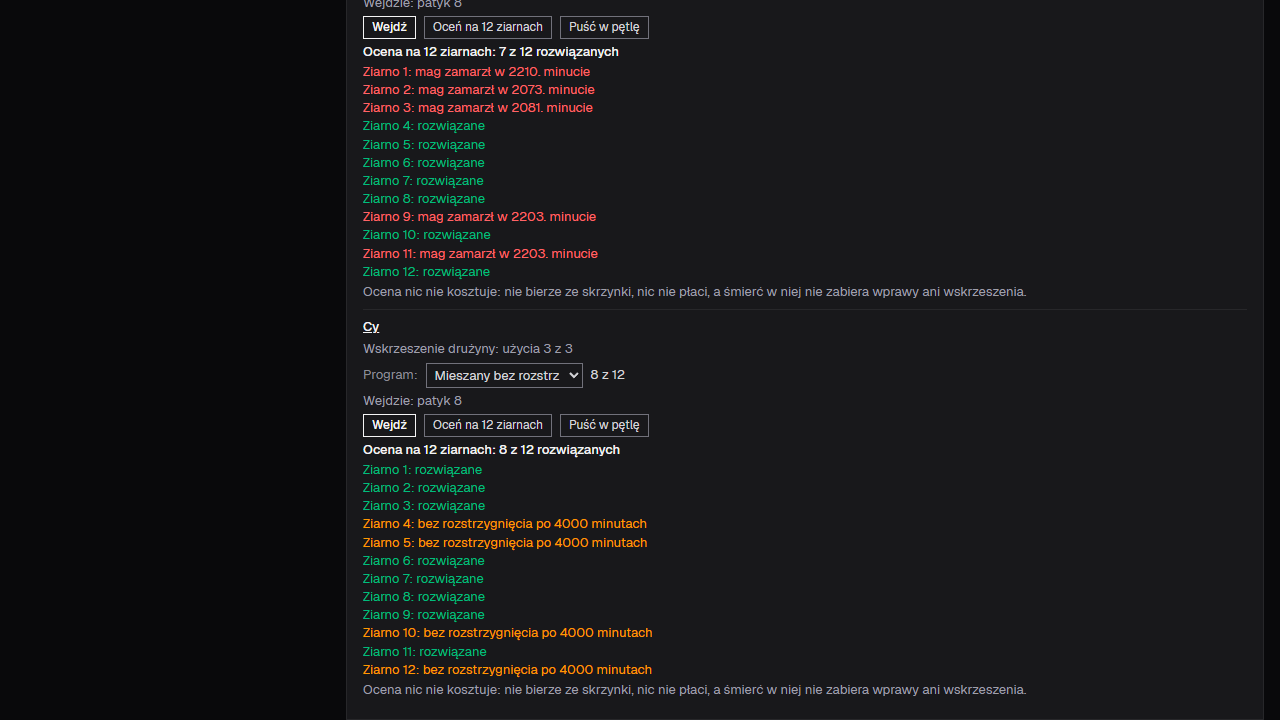 Wejdzie: patyk 8
Wejdź Oceń na 12 ziarnach Puść w pętlę
Ocena na 12 ziarnach: 7 z 12 rozwiązanych
Ziarno 1: mag zamarzł w 2210. minucie
Ziarno 2: mag zamarzł w 2073. minucie
Ziarno 3: mag zamarzł w 2081. minucie
Ziarno 4: rozwiązane
Ziarno 5: rozwiązane
Ziarno 6: rozwiązane
Ziarno 7: rozwiązane
Ziarno 8: rozwiązane
Ziarno 9: mag zamarzł w 2203. minucie
Ziarno 10: rozwiązane
Ziarno 11: mag zamarzł w 2203. minucie
Ziarno 12: rozwiązane
Ocena nic nie kosztuje: nie bierze ze skrzynki, nic nie płaci, a śmierć w niej nie zabiera wprawy ani wskrzeszenia.
Cy
Wskrzeszenie drużyny: użycia 3 z 3
Program: Mieszany bez rozstrz 8 z 12
Wejdzie: patyk 8
Wejdź Oceń na 12 ziarnach Puść w pętlę
Ocena na 12 ziarnach: 8 z 12 rozwiązanych
Ziarno 1: rozwiązane
Ziarno 2: rozwiązane
Ziarno 3: rozwiązane
Ziarno 4: bez rozstrzygnięcia po 4000 minutach
Ziarno 5: bez rozstrzygnięcia po 4000 minutach
Ziarno 6: rozwiązane
Ziarno 7: rozwiązane
Ziarno 8: rozwiązane
Ziarno 9: rozwiązane
Ziarno 10: bez rozstrzygnięcia po 4000 minutach
Ziarno 11: rozwiązane
Ziarno 12: bez rozstrzygnięcia po 4000 minutach
Ocena nic nie kosztuje: nie bierze ze skrzynki, nic nie płaci, a śmierć w niej nie zabiera wprawy ani wskrzeszenia.